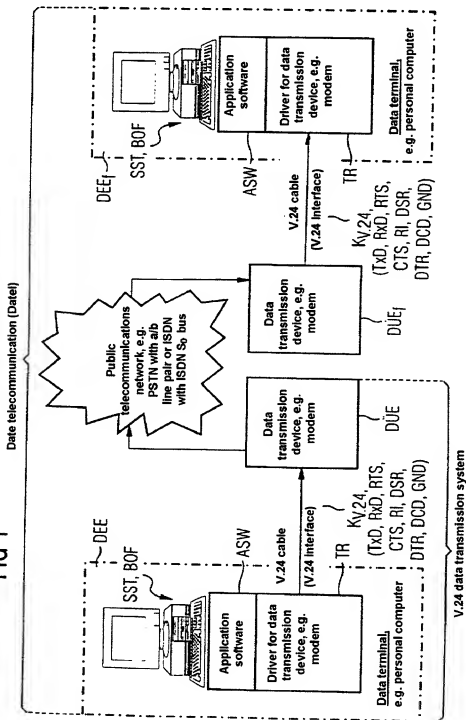 FIG 1
Date telecommunication (Datel)
DEE
SST, BOF
Application
software
Driver for data
transmission
device, e.g.
modem
ASW
TR
Data terminal,
e.g. personal computer
V.24 cable
(V.24 Interface)
KV.24
(TxD, RxD, RTS,
CTS, RI, DSR,
DTR, DCD, GND)
Data
transmission
device, e.g.
modem
DÜE
Public
telecommunications
network, e.g.
PSTN with a/b
line pair or ISDN
with ISDN S0 bus
Data
transmission
device, e.g.
modem
DÜEf
V.24 cable
(V.24 Interface)
KV.24
(TxD, RxD, RTS,
CTS, RI, DSR,
DTR, DCD, GND)
DEEf
SST, BOF
Application
software
Driver for data
transmission
device, e.g.
modem
ASW
TR
Data terminal,
e.g. personal computer
V.24 data transmission system